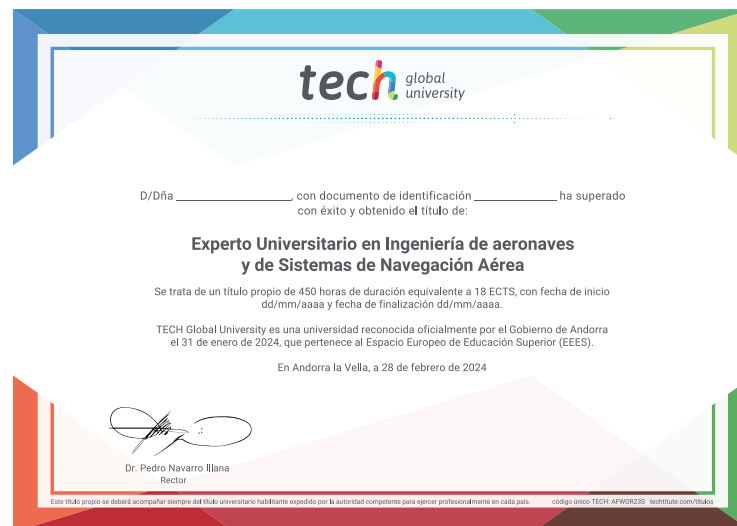 tech global university
D/Dña ____________________, con documento de identificación ______________ ha superado
con éxito y obtenido el título de:
Experto Universitario en Ingeniería de aeronaves
y de Sistemas de Navegación Aérea
Se trata de un título propio de 450 horas de duración equivalente a 18 ECTS, con fecha de inicio
dd/mm/aaaa y fecha de finalización dd/mm/aaaa.
TECH Global University es una universidad reconocida oficialmente por el Gobierno de Andorra
el 31 de enero de 2024, que pertenece al Espacio Europeo de Educación Superior (EEES).
En Andorra la Vella, a 28 de febrero de 2024
Dr. Pedro Navarro Illana
Rector
Este título propio se deberá acompañar siempre del título universitario habilitante expedido por la autoridad competente para ejercer profesionalmente en cada país. código único TECH: AFWOR23S techtitute.com/titulos